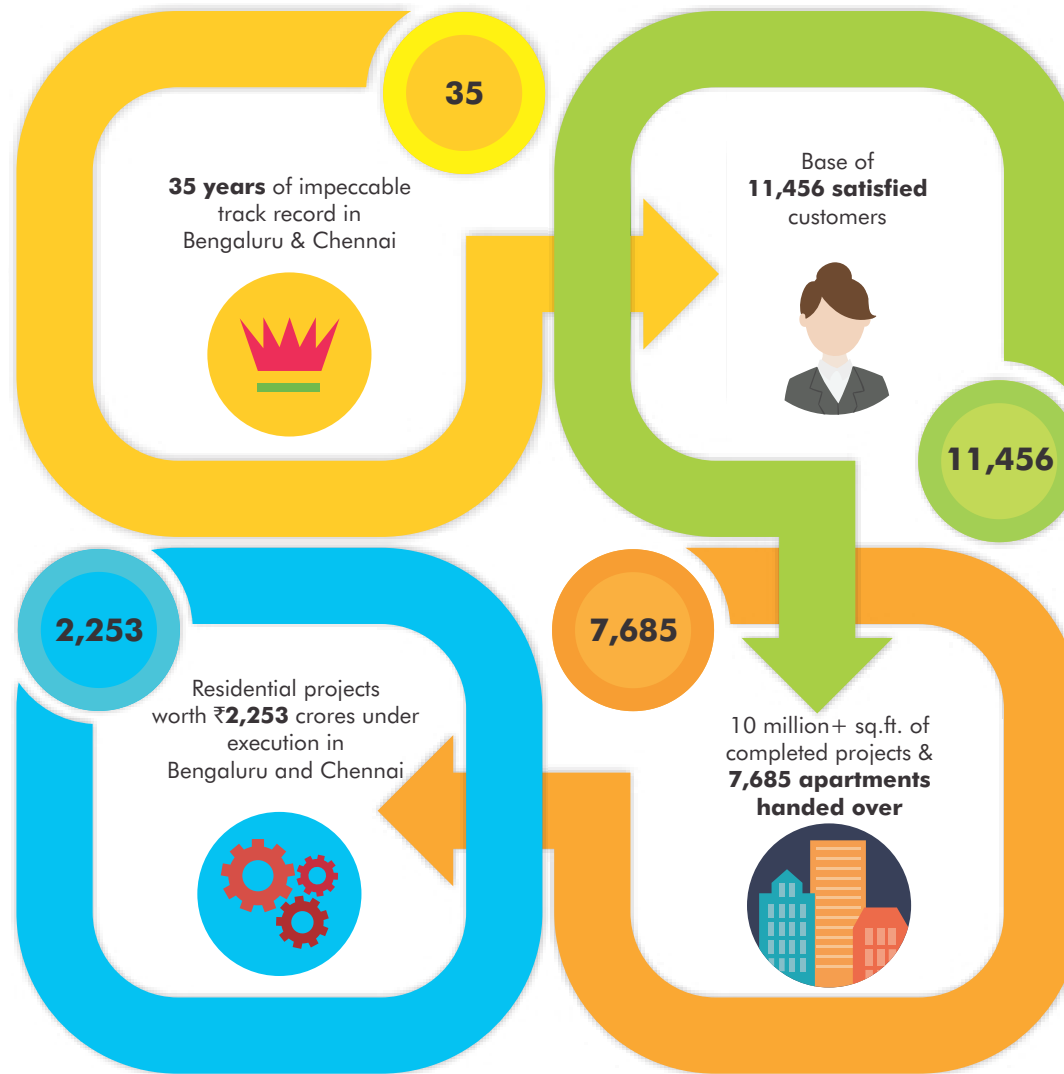 35
35 years of impeccable
track record in
Bengaluru & Chennai
Base of
11,456 satisfied
customers
11,456
7,685
10 million+ sq.ft. of
completed projects &
7,685 apartments
handed over
2,253
Residential projects
worth ₹2,253 crores under
execution in
Bengaluru and Chennai